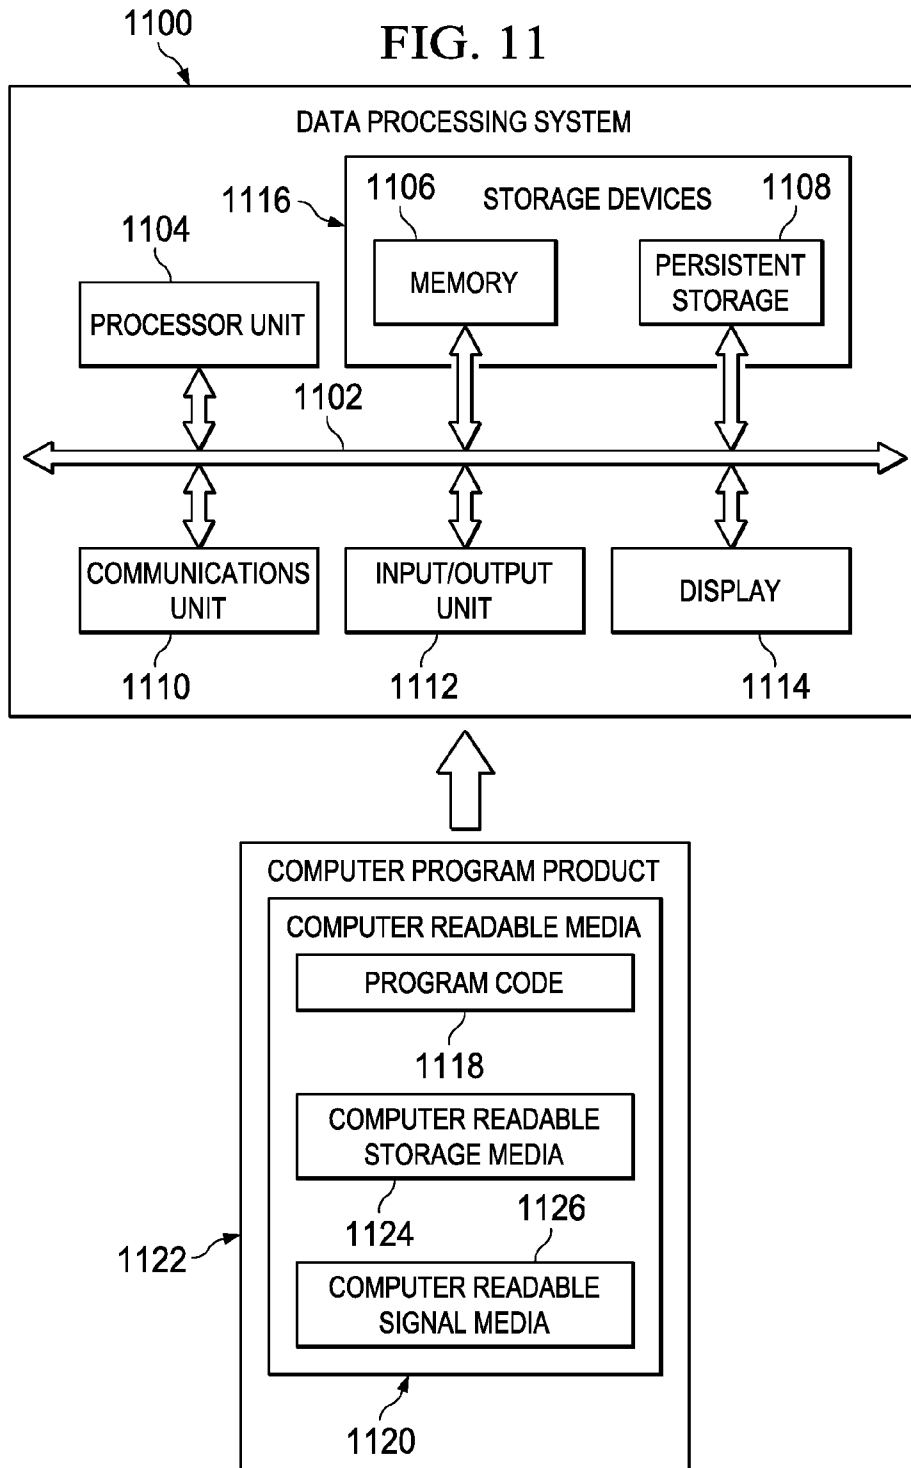 1100
FIG. 11
DATA PROCESSING SYSTEM
1116
1106
STORAGE DEVICES
1108
1104
MEMORY
PERSISTENT
STORAGE
PROCESSOR UNIT
1102
COMMUNICATIONS
UNIT
INPUT/OUTPUT
UNIT
DISPLAY
1110
1112
1114
COMPUTER PROGRAM PRODUCT
COMPUTER READABLE MEDIA
PROGRAM CODE
1118
COMPUTER READABLE
STORAGE MEDIA
1124
1126
1122
COMPUTER READABLE
SIGNAL MEDIA
1120